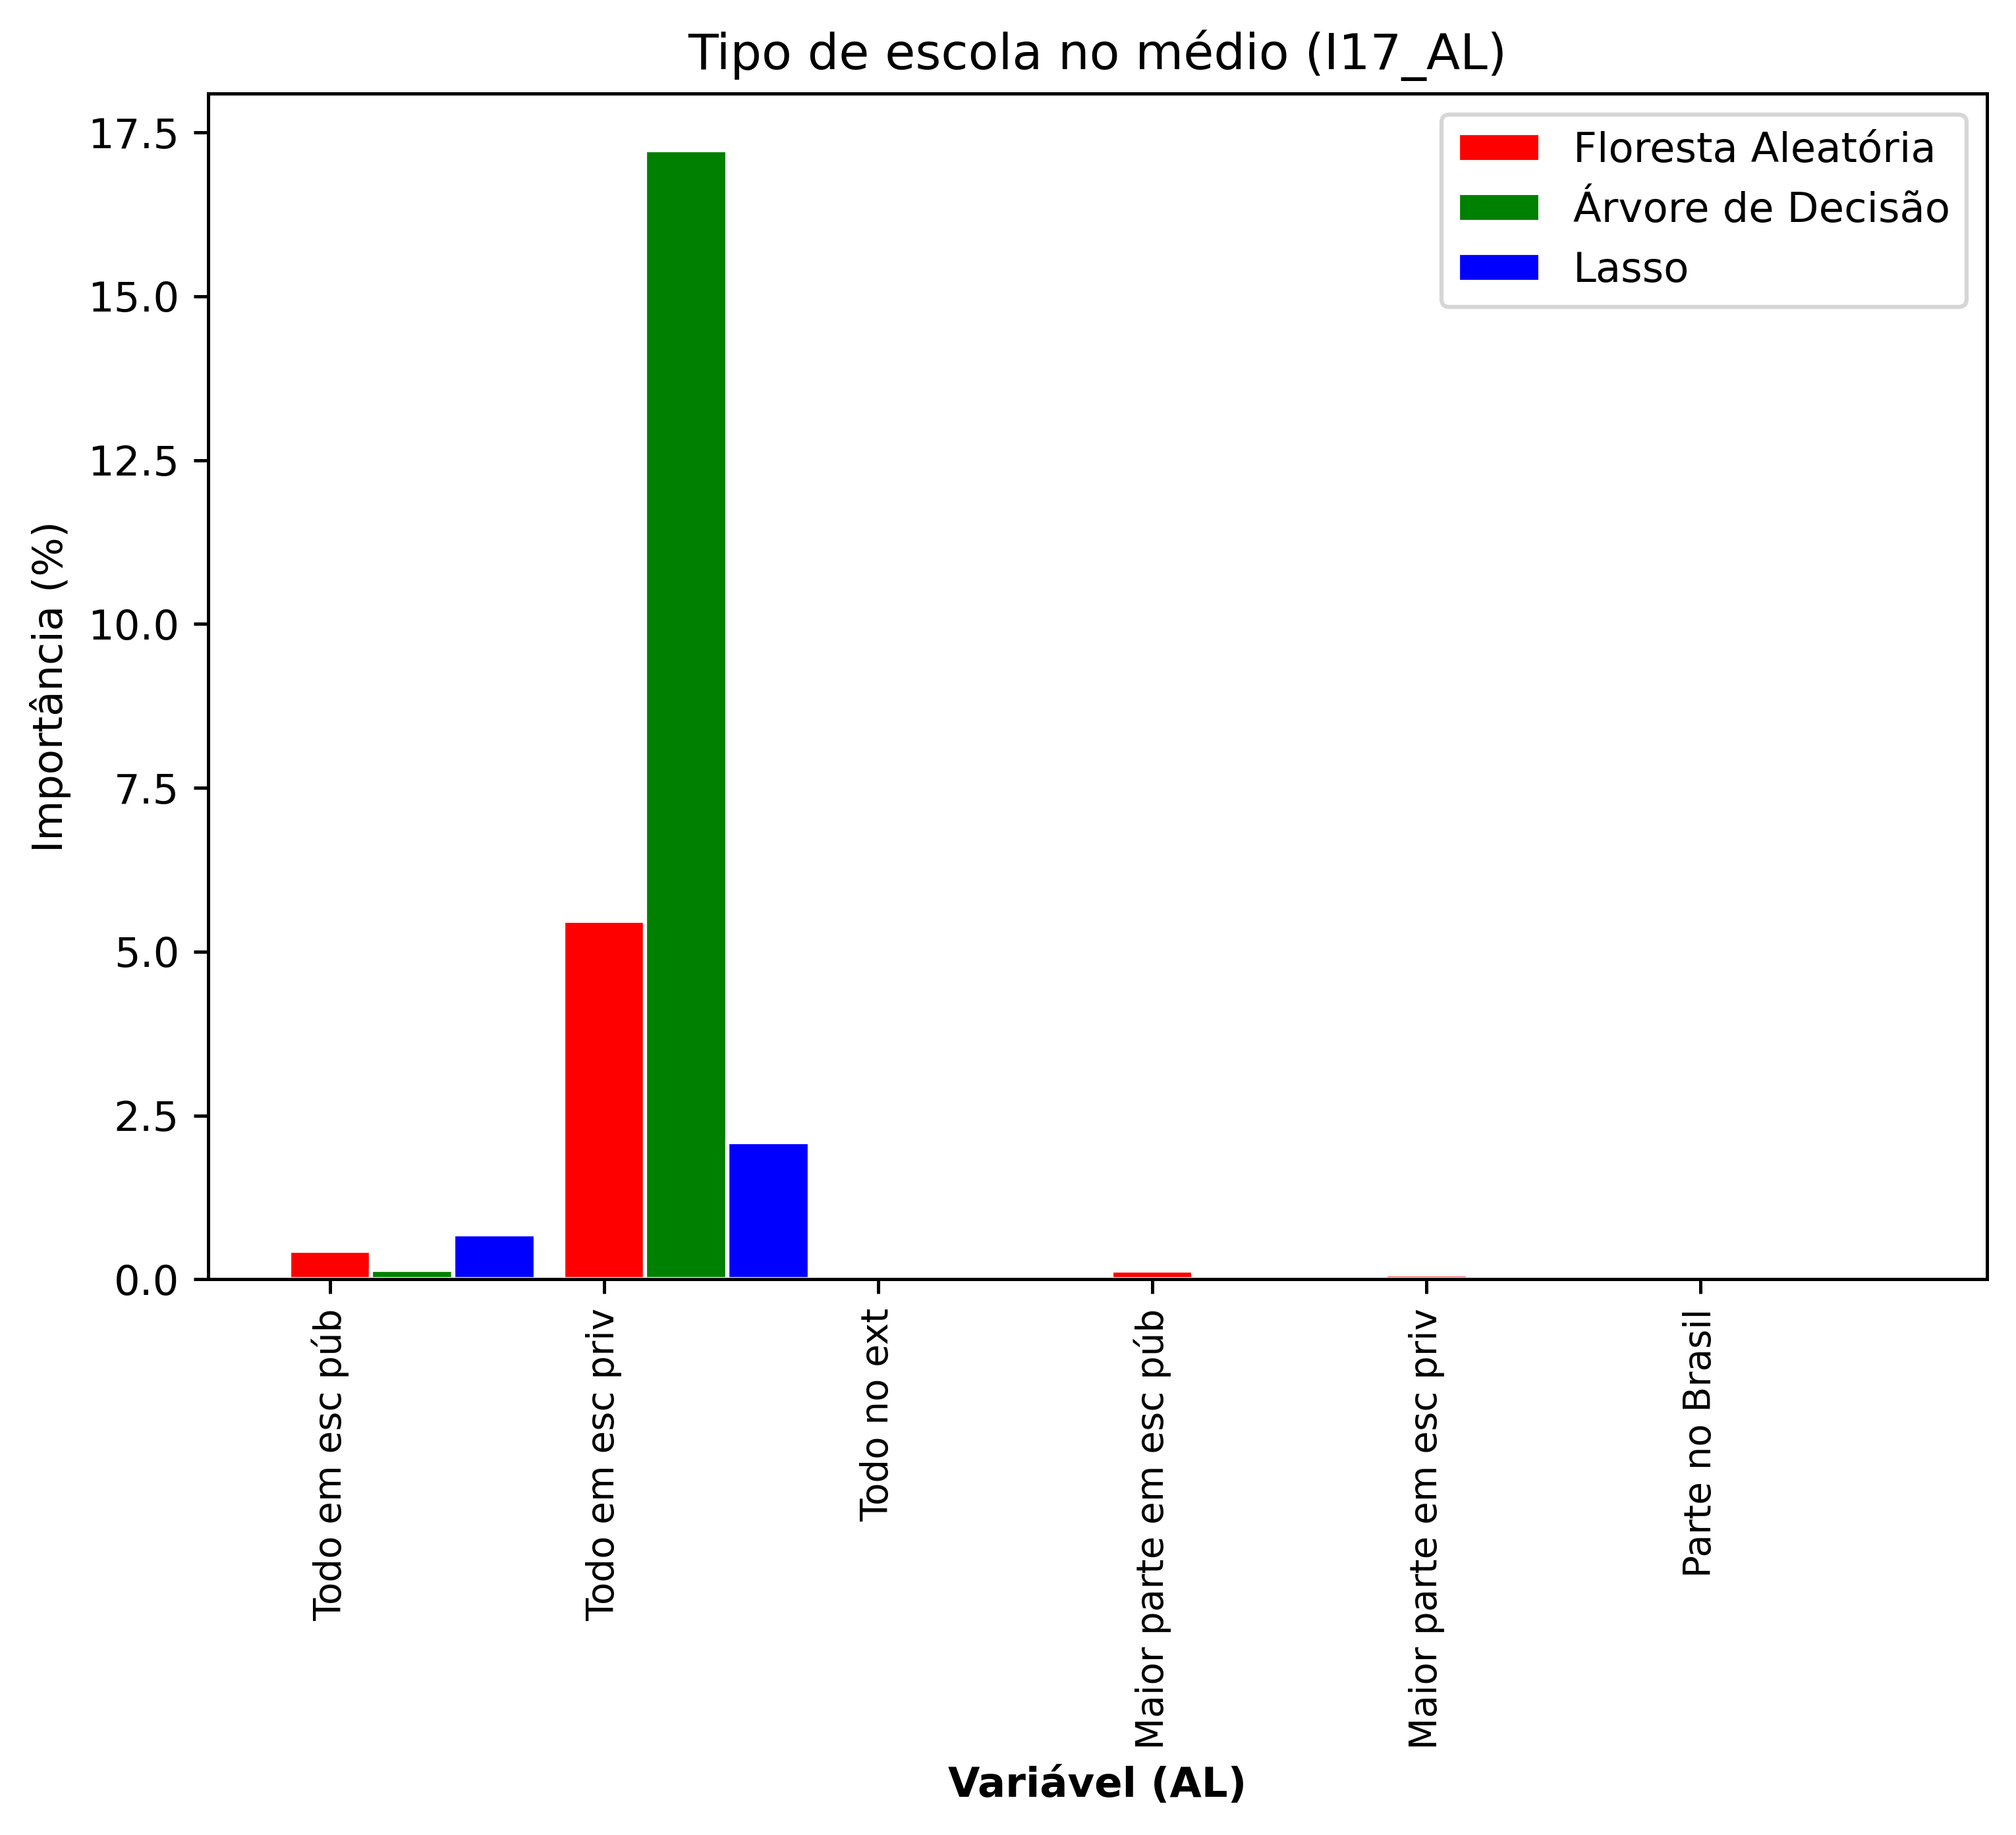 Tipo de escola no médio (I17_AL)
Floresta Aleatória
Árvore de Decisão
Lasso
Importância (%)
17.5
15.0
12.5
10.0
7.5
5.0
2.5
0.0
Todo em esc púb
Todo em esc priv
Todo no ext
Maior parte em esc púb
Maior parte em esc priv
Parte no Brasil
Variável (AL)